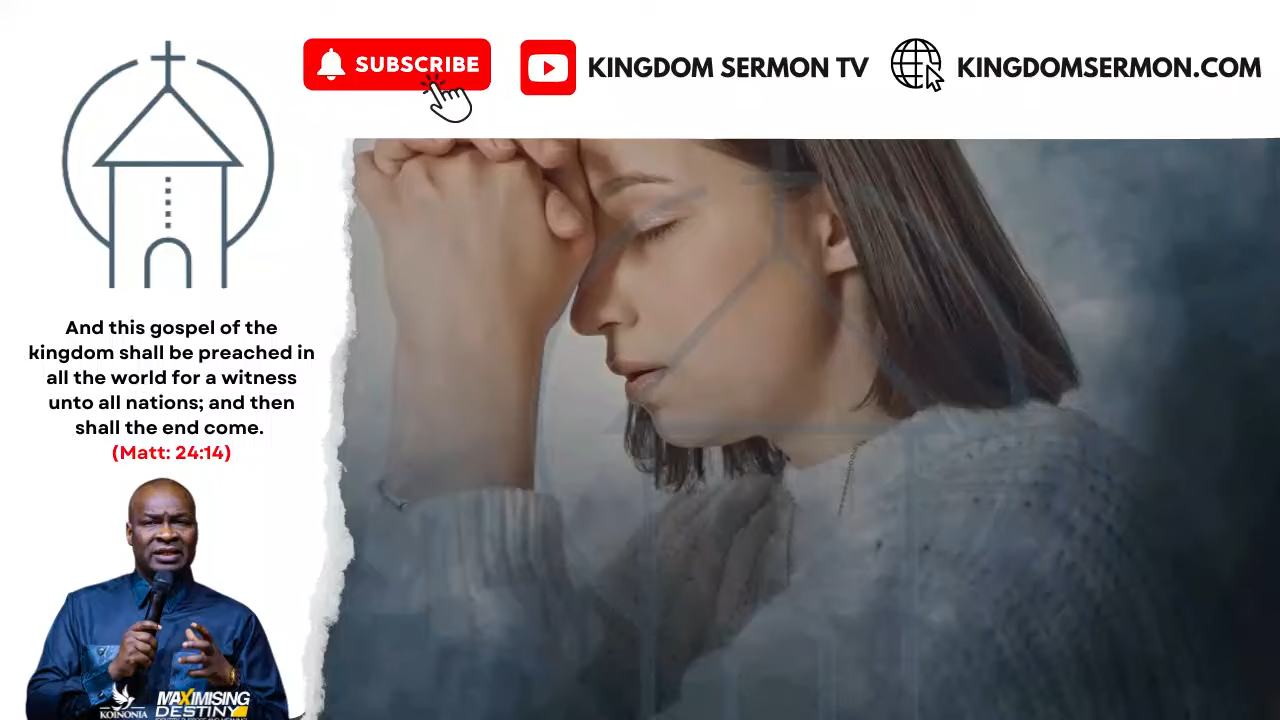 SUBSCRIBE
KINGDOM SERMON TV
KINGDOMSERMON.COM
And this gospel of the
kingdom shall be preached in
all the world for a witness
unto all nations; and then
shall the end come.
(Matt: 24:14)
KOINONIA
MAXIMISING
DESTINY